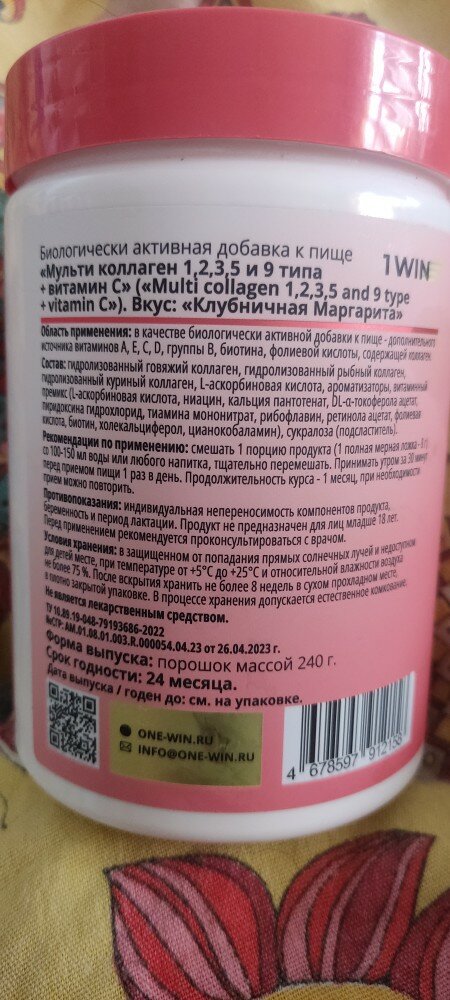 Биологически активная добавка к пище
1WIN
«Мульти коллаген 1,2,3,5 и 9 типа
+ витамин С» («Multi collagen 1,2,3,5 and 9 type
+ vitamin C»). Вкус: «Клубничная Маргарита»
Область применения: в качестве биологически активной добавки к пище - дополнительного
источника витаминов А, Е, С, D, группы В, биотина, фолиевой кислоты, содержащей коллаген.
Состав: гидролизованный говяжий коллаген, гидролизованный рыбный коллаген,
гидролизованный куриный коллаген, L-аскорбиновая кислота, ароматизаторы, витаминный
премикс (L-аскорбиновая кислота, ниацин, кальция пантотенат, DL-α-токоферола ацетат,
пиридоксина гидрохлорид, тиамина мононитрат, рибофлавин, ретинола ацетат, фолиевая
кислота, биотин, холекальциферол, цианокобаламин), сукралоза (подсластитель).
Рекомендации по применению: смешать 1 порцию продукта (1 полная мерная ложка -
со 100-150 мл воды или любого напитка, тщательно перемешать. Принимать утром за 30 минут
перед приемом пищи 1 раз в день. Продолжительность курса - 1 месяц, при необходимости
прием можно повторить.
Противопоказания: индивидуальная непереносимость компонентов продукта,
беременность и период лактации. Продукт не предназначен для лиц младше 18 лет.
Перед применением рекомендуется проконсультироваться с врачом.
Условия хранения: в защищенном от попадания прямых солнечных лучей и недоступном
для детей месте, при температуре от +5°С до +25°С и относительной влажности воздуха
не более 75 %. После вскрытия хранить не более 8 недель в сухом прохладном месте,
в плотно закрытой упаковке. В процессе хранения допускается естественное комкование.
Не является лекарственным средством.
ТУ 10.89.19-048-79193686-2022
№СГР: AM.01.08.01.003.R.000054.04.23 от 26.04.2023 г.
Форма выпуска: порошок массой 240 г.
Срок годности: 24 месяца.
Дата выпуска / годен до: см. на упаковке.
ONE-WIN.RU
INFO@ONE-WIN.RU
4 678597 912158